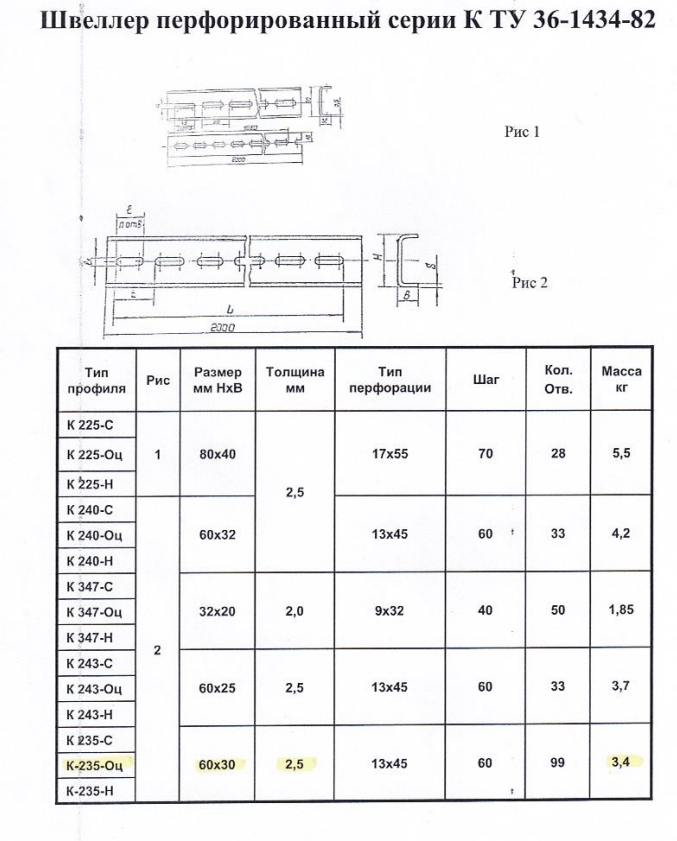 Швеллер перфорированный серии К ТУ 36-1434-82
2000
Рис 1
ℓ
n отв
H
B
S
Рис 2
t
L
2000
Тип профиля Рис Размер мм HxB Толщина мм Тип перфорации Шаг Кол. Отв. Масса кг
К 225-С
К 225-Оц 1 80x40 17x55 70 28 5,5
К 225-Н
2,5
К 240-С
К 240-Оц 60x32 13x45 60 33 4,2
К 240-Н
К 347-С
К 347-Оц 32x20 2,0 9x32 40 50 1,85
К 347-Н
2
К 243-С
К 243-Оц 60x25 2,5 13x45 60 33 3,7
К 243-Н
К 235-С
К-235-Оц 60x30 2,5 13x45 60 99 3,4
К-235-Н